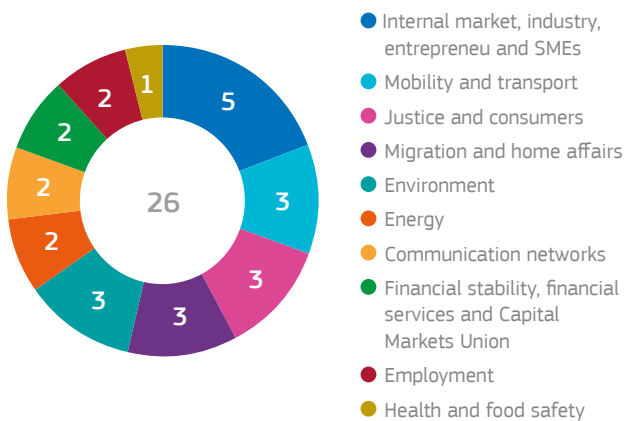 5
3
3
3
3
2
2
2
2
1
26
Internal market, industry,
entrepreneu and SMEs
Mobility and transport
Justice and consumers
Migration and home affairs
Environment
Energy
Communication networks
Financial stability, financial
services and Capital
Markets Union
Employment
Health and food safety